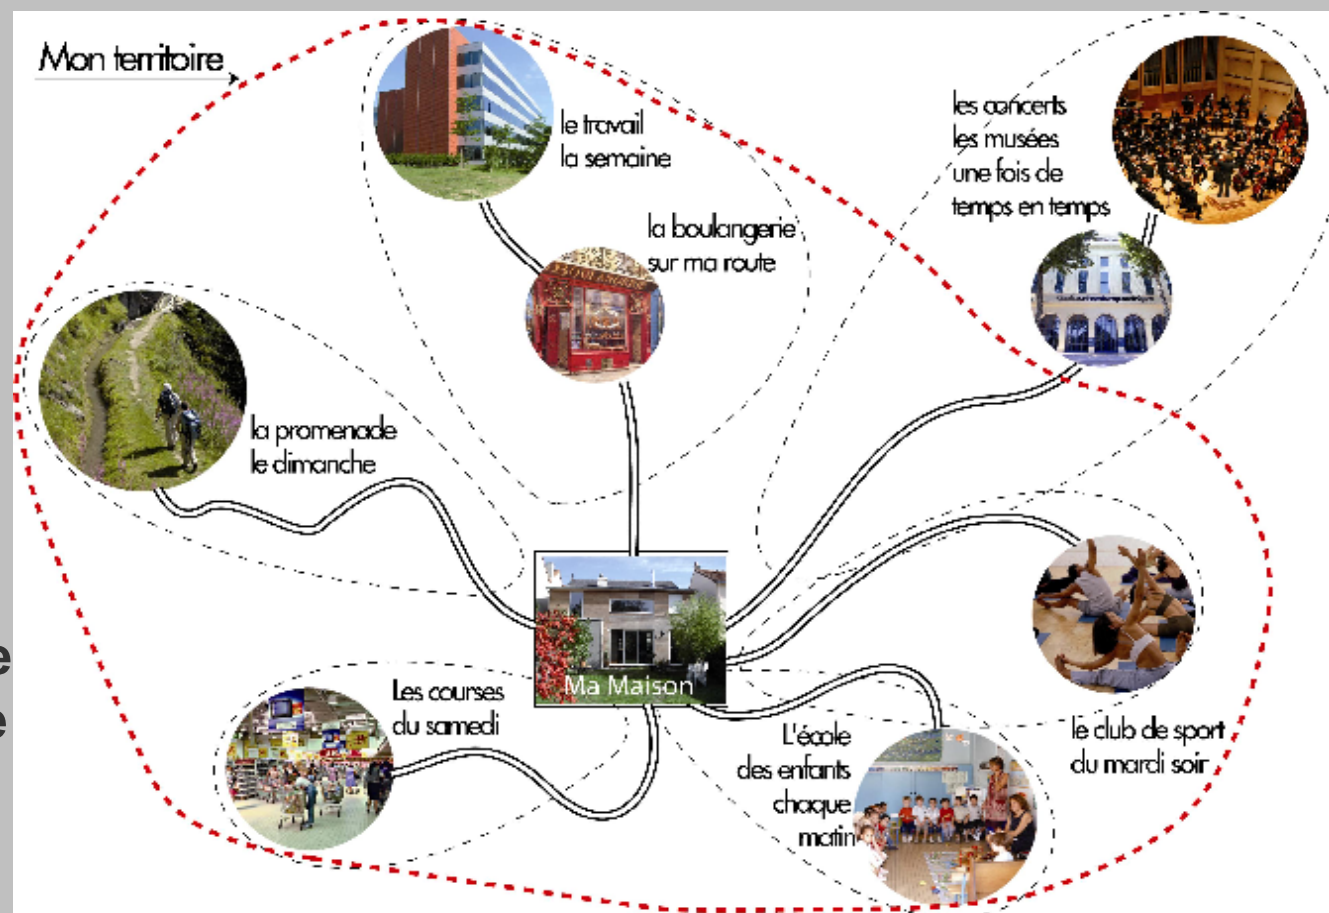 Mon territoire
le travail
la semaine
la boulangerie
sur ma route
les concerts
les musées
une fois de
temps en temps
la promenade
le dimanche
Ma Maison
Les courses
du samedi
L'école
des enfants
chaque
matin
le club de sport
du mardi soir